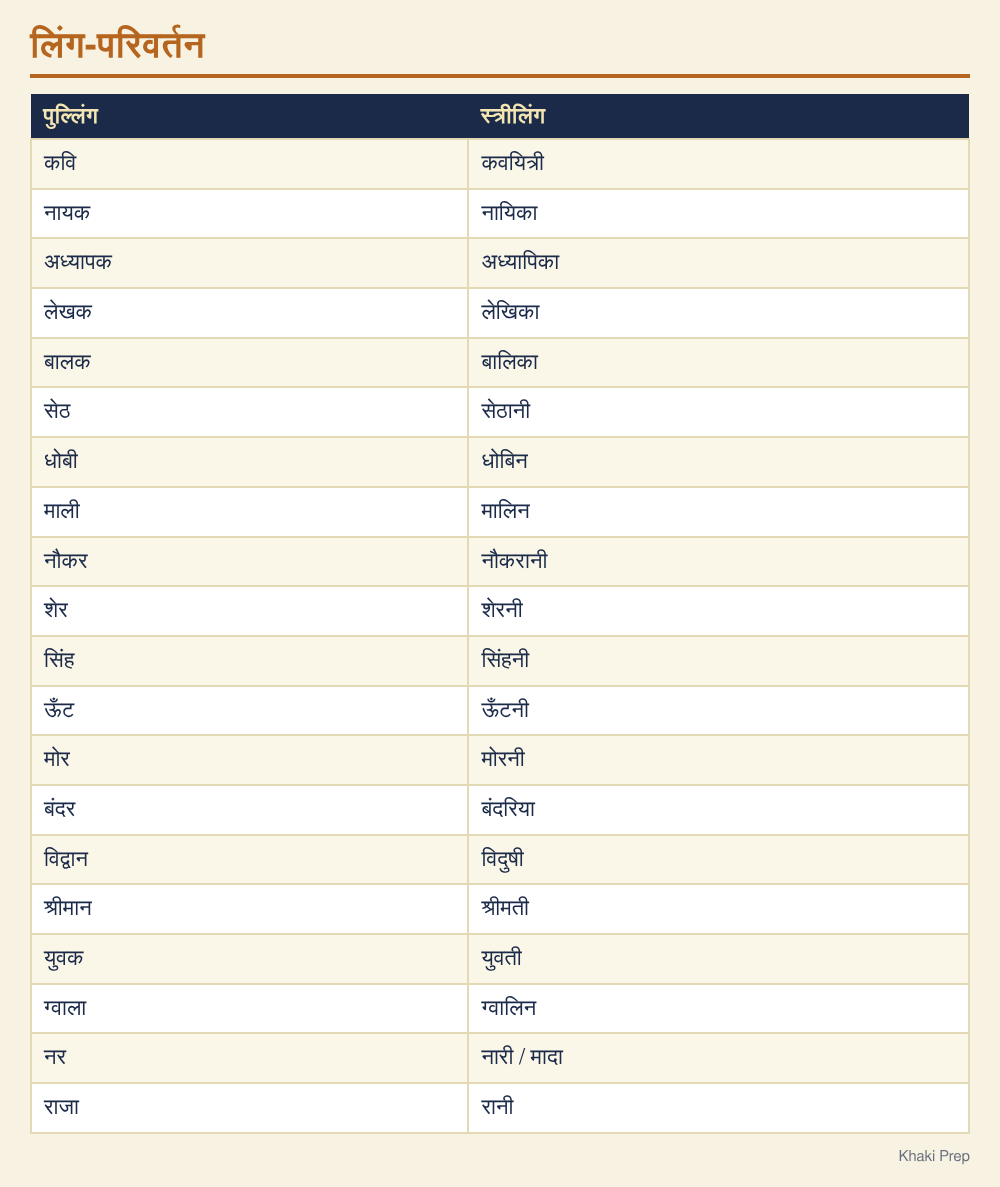 लिंग-परिवर्तन
पुल्लिंग स्त्रीलिंग
कवि कवयित्री
नायक नायिका
अध्यापक अध्यापिका
लेखक लेखिका
बालक बालिका
सेठ सेठानी
धोबी धोबिन
माली मालिन
नौकर नौकरानी
शेर शेरनी
सिंह सिंहनी
ऊँट ऊँटनी
मोर मोरनी
बंदर बंदरिया
विद्वान विदुषी
श्रीमान श्रीमती
युवक युवती
ग्वाला ग्वालिन
नर नारी / मादा
राजा रानी
Khaki Prep